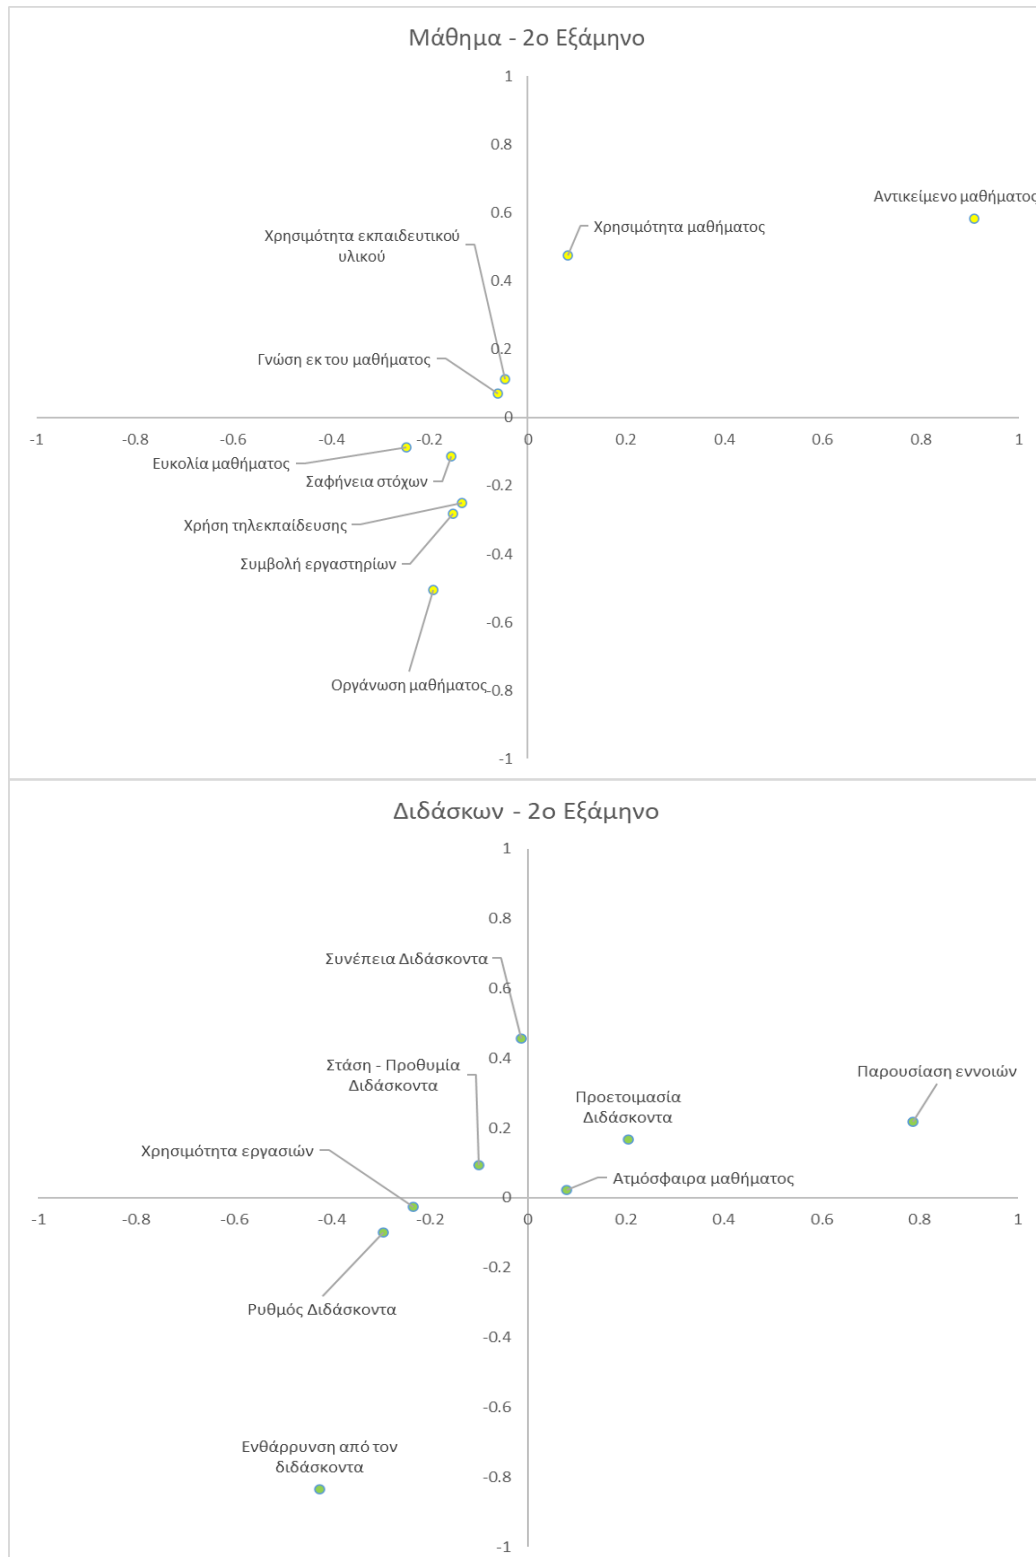 Μάθημα - 2ο Εξάμηνο
1
0.8
Αντικείμενο μαθήματος
0.6
Χρησιμότητα μαθήματος
Χρησιμότητα εκπαιδευτικού
υλικού
0.4
0.2
Γνώση εκ του μαθήματος
0
-1
-0.8
-0.6
-0.4
-0.2
0
0.2
0.4
0.6
0.8
1
Ευκολία μαθήματος
Σαφήνεια στόχων
-0.2
Χρήση τηλεκπαίδευσης
-0.4
Συμβολή εργαστηρίων
-0.6
Οργάνωση μαθήματος
-0.8
-1
Διδάσκων - 2ο Εξάμηνο
1
0.8
Συνέπεια Διδάσκοντα
0.6
0.4
Στάση - Προθυμία
Διδάσκοντα
Παρουσίαση εννοιών
Προετοιμασία
Διδάσκοντα
0.2
Χρησιμότητα εργασιών
Ατμόσφαιρα μαθήματος
0
-1
-0.8
-0.6
-0.4
-0.2
0
0.2
0.4
0.6
0.8
1
-0.2
Ρυθμός Διδάσκοντα
-0.4
-0.6
Ενθάρρυνση από τον
διδάσκοντα
-0.8
-1